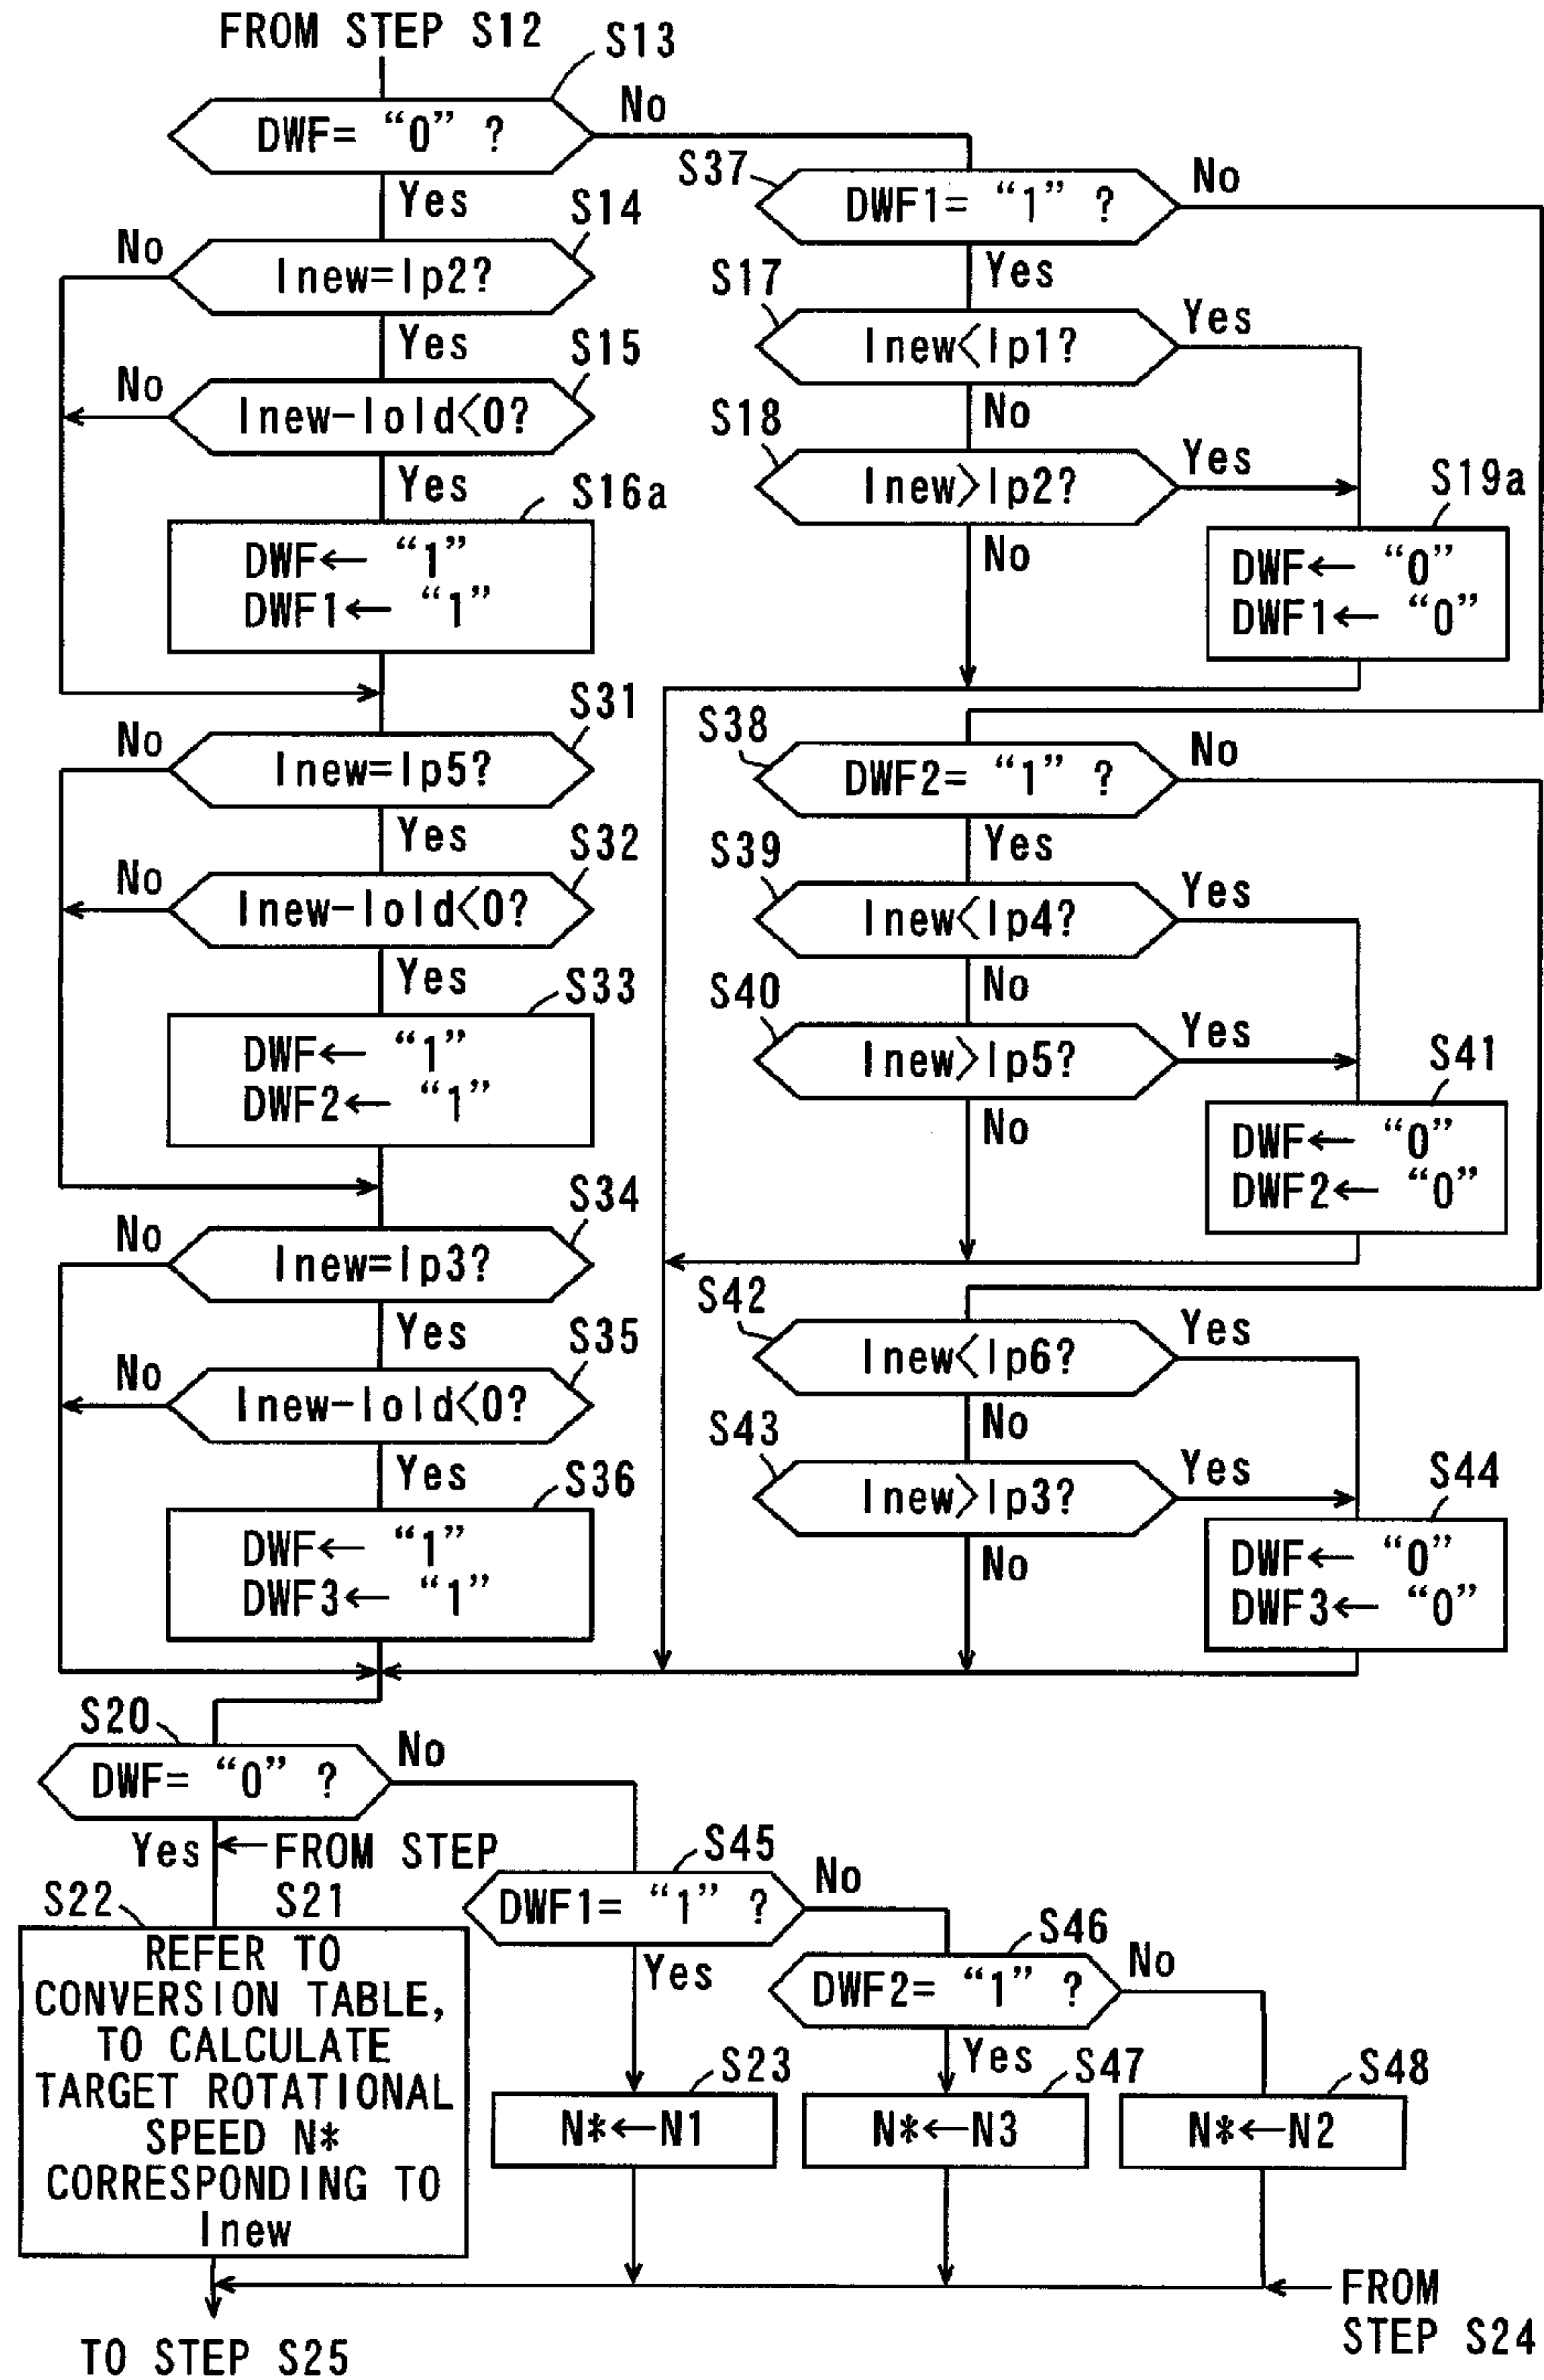 FROM STEP S12
S13
DWF= “0” ?
No
Yes
S14
No
Inew=Ip2?
Yes
S15
No
Inew-Iold<0?
Yes
S16a
DWF← “1”
DWF1← “1”
S31
No
Inew=Ip5?
Yes
S32
No
Inew-Iold<0?
Yes
S33
DWF← “1”
DWF2← “1”
S34
No
Inew=Ip3?
Yes
S35
No
Inew-Iold<0?
Yes
S36
DWF← “1”
DWF3← “1”
S37
DWF1= “1” ?
No
Yes
S17
Inew<Ip1?
Yes
No
S18
Inew>Ip2?
Yes
No
S19a
DWF← “0”
DWF1← “0”
S38
DWF2= “1” ?
No
Yes
S39
Inew<Ip4?
Yes
No
S40
Inew>Ip5?
Yes
No
S41
DWF← “0”
DWF2← “0”
S42
Inew<Ip6?
Yes
No
S43
Inew>Ip3?
Yes
No
S44
DWF← “0”
DWF3← “0”
S20
DWF= “0” ?
No
Yes
FROM STEP
S21
S22
REFER TO
CONVERSION TABLE,
TO CALCULATE
TARGET ROTATIONAL
SPEED N*
CORRESPONDING TO
Inew
S45
DWF1= “1” ?
No
Yes
S46
DWF2= “1” ?
No
Yes
S23
N*←N1
S47
N*←N3
S48
N*←N2
FROM
STEP S24
TO STEP S25